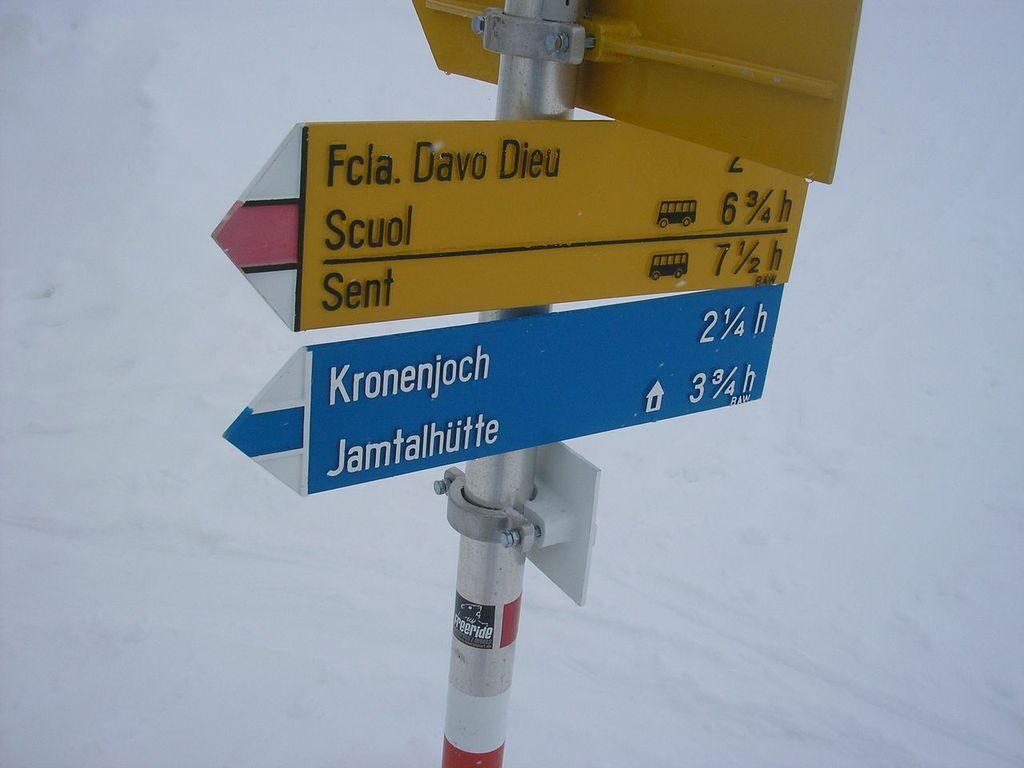 Fcla. Davo Dieu 2
Scuol 6 ¾ h
Sent 7 ½ h
BAW
Kronenjoch 2 ¼ h
Jamtalhütte 3 ¾ h
BAW
freeride